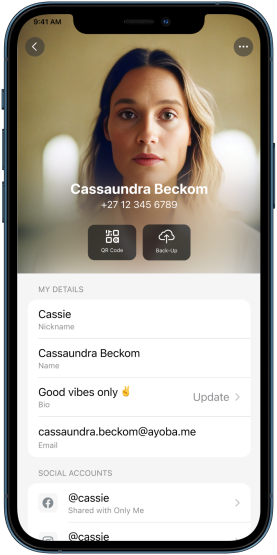 9:41 AM
Cassaundra Beckom
+27 12 345 6789
QR Code
Back-Up
MY DETAILS
Cassie
Nickname
Cassaundra Beckom
Name
Good vibes only ✌️
Bio
Update
cassaundra.beckom@ayoba.me
Email
SOCIAL ACCOUNTS
@cassie
Shared with Only Me
@cassie